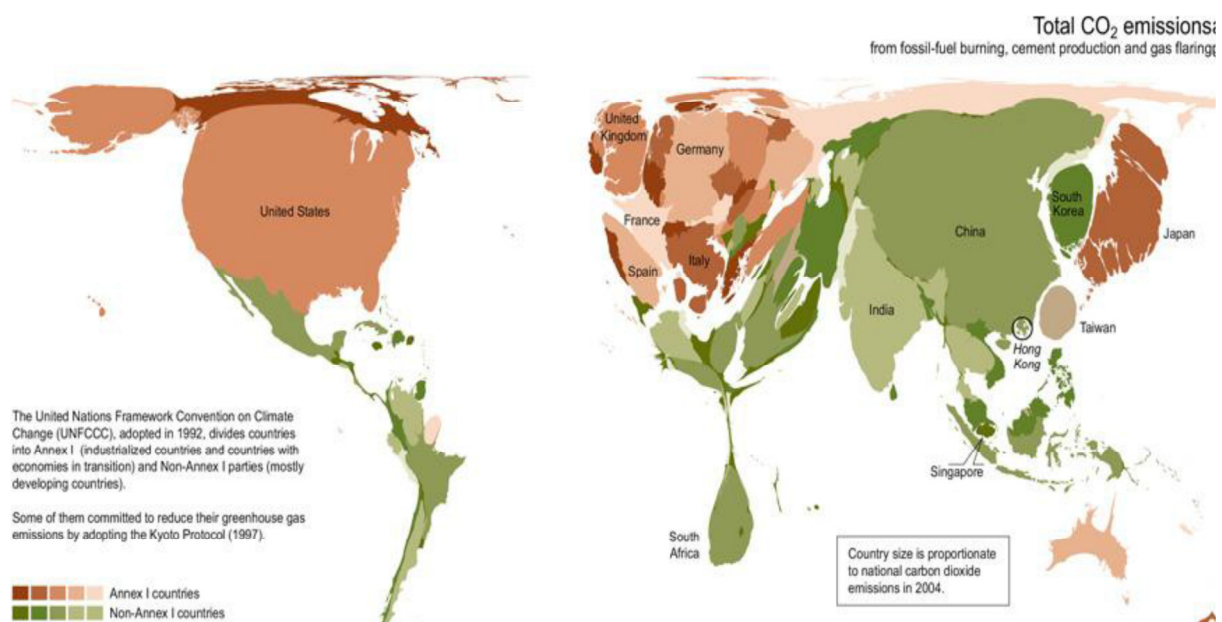 Total CO₂ emissionsa
from fossil-fuel burning, cement production and gas flaringp
United
Kingdom
Germany
United States
France
Spain
Italy
China
South
Korea
Japan
India
Taiwan
Hong
Kong
Singapore
South
Africa
The United Nations Framework Convention on Climate
Change (UNFCCC), adopted in 1992, divides countries
into Annex I (industrialized countries and countries with
economies in transition) and Non-Annex I parties (mostly
developing countries).
Some of them committed to reduce their greenhouse gas
emissions by adopting the Kyoto Protocol (1997).
Country size is proportionate
to national carbon dioxide
emissions in 2004.
Annex I countries
Non-Annex I countries